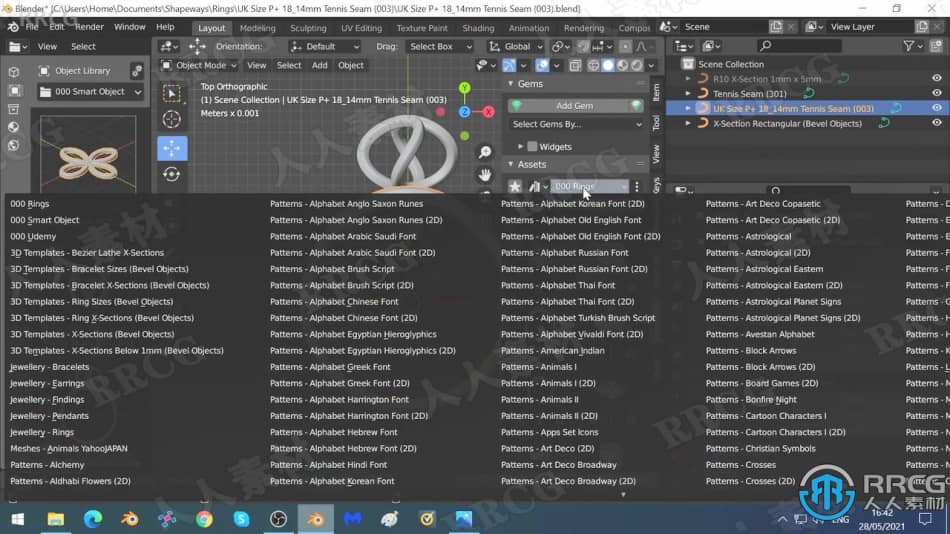 Blender* [C:\Users\Home\Documents\Shapeways\Rings\UK Size P+ 18_14mm Tennis Seam (003)\UK Size P+ 18_14mm Tennis Seam (003).blend]
File Edit Render Window Help Layout Modeling Sculpting UV Editing Texture Paint Shading Animation Rendering Compos Scene View Layer
View Select Orientation: Default Drag: Select Box Global
Object Library Object Mode View Select Add Object
000 Smart Object
Top Orthographic
(1) Scene Collection | UK Size P+ 18_14mm Tennis Seam (003)
Meters x 0.001
Y
Z X
Gems
Add Gem
Select Gems By...
Widgets
Assets
000 Rings
Item
Tool
View
Scene Collection
R10 X-Section 1mm x 5mm
Tennis Seam (301)
UK Size P+ 18_14mm Tennis Seam (003)
X-Section Rectangular (Bevel Objects)
000 Rings
000 Smart Object
000 Udemy
3D Templates - Bezier Lathe X-Sections
3D Templates - Bracelet Sizes (Bevel Objects)
3D Templates - Bracelet X-Sections (Bevel Objects)
3D Templates - Ring Sizes (Bevel Objects)
3D Templates - Ring X-Sections (Bevel Objects)
3D Templates - X-Sections (Bevel Objects)
3D Templates - X-Sections Below 1mm (Bevel Objects)
Jewellery - Bracelets
Jewellery - Earrings
Jewellery - Findings
Jewellery - Pendants
Jewellery - Rings
Meshes - Animals YahooJAPAN
Patterns - Alchemy
Patterns - Aldhabi Flowers (2D)
Patterns - Alphabet Anglo Saxon Runes
Patterns - Alphabet Anglo Saxon Runes (2D)
Patterns - Alphabet Arabic Saudi Font
Patterns - Alphabet Arabic Saudi Font (2D)
Patterns - Alphabet Brush Script
Patterns - Alphabet Brush Script (2D)
Patterns - Alphabet Chinese Font
Patterns - Alphabet Chinese Font (2D)
Patterns - Alphabet Egyptian Hieroglyphics
Patterns - Alphabet Egyptian Hieroglyphics (2D)
Patterns - Alphabet Greek Font
Patterns - Alphabet Greek Font (2D)
Patterns - Alphabet Harrington Font
Patterns - Alphabet Harrington Font (2D)
Patterns - Alphabet Hebrew Font
Patterns - Alphabet Hebrew Font (2D)
Patterns - Alphabet Hindi Font
Patterns - Alphabet Korean Font
Patterns - Alphabet Korean Font (2D)
Patterns - Alphabet Old English Font
Patterns - Alphabet Old English Font (2D)
Patterns - Alphabet Russian Font
Patterns - Alphabet Russian Font (2D)
Patterns - Alphabet Thai Font
Patterns - Alphabet Thai Font (2D)
Patterns - Alphabet Turkish Brush Script
Patterns - Alphabet Vivaldi Font (2D)
Patterns - American Indian
Patterns - Animals I
Patterns - Animals I (2D)
Patterns - Animals II
Patterns - Animals II (2D)
Patterns - Apps Set Icons
Patterns - Art Deco (2D)
Patterns - Art Deco Broadway
Patterns - Art Deco Broadway (2D)
Patterns - Art Deco Copasetic
Patterns - Art Deco Copasetic (2D)
Patterns - Astrological
Patterns - Astrological (2D)
Patterns - Astrological Eastern
Patterns - Astrological Eastern (2D)
Patterns - Astrological Planet Signs
Patterns - Astrological Planet Signs (2D)
Patterns - Avestan Alphabet
Patterns - Block Arrows
Patterns - Block Arrows (2D)
Patterns - Board Games (2D)
Patterns - Bonfire Night
Patterns - Cartoon Characters I
Patterns - Cartoon Characters I (2D)
Patterns - Christian Symbols
Patterns - Crosses
Patterns - Crosses (2D)
RRCG
人人素材
ENG
16:42
28/05/2021